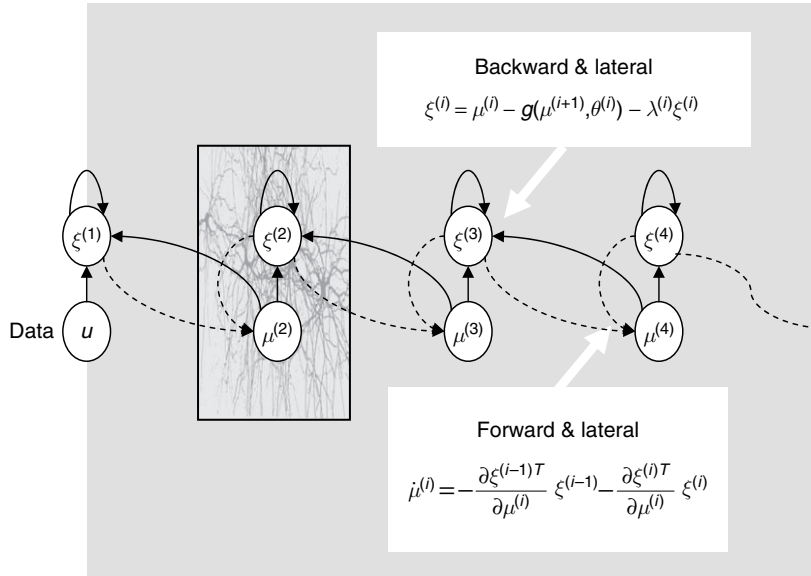 Backward & lateral
ξ(i) = μ(i) – g(μ(i+1),θ(i)) – λ(i)ξ(i)
ξ(1) ξ(2) ξ(3) ξ(4)
Data u μ(2) μ(3) μ(4)
Forward & lateral
μ̇(i) = – ∂ξ(i–1)T/∂μ(i) ξ(i–1) – ∂ξ(i)T/∂μ(i) ξ(i)